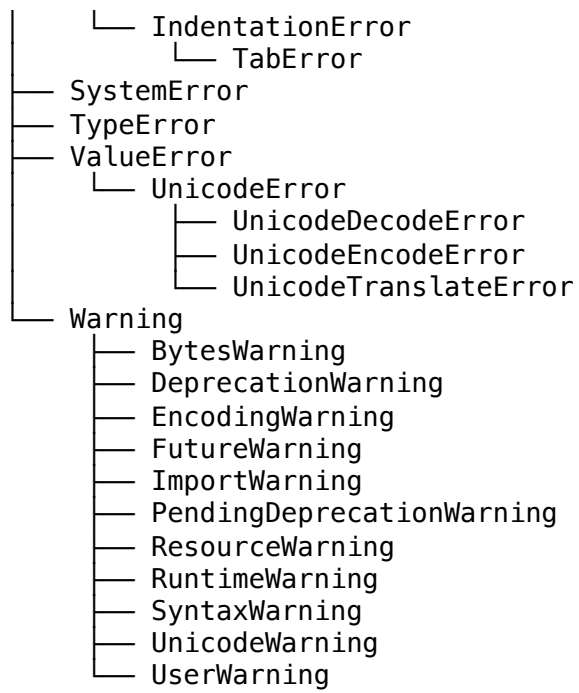 │    └── IndentationError
│         └── TabError
├── SystemError
├── TypeError
├── ValueError
│    └── UnicodeError
│         ├── UnicodeDecodeError
│         ├── UnicodeEncodeError
│         └── UnicodeTranslateError
└── Warning
     ├── BytesWarning
     ├── DeprecationWarning
     ├── EncodingWarning
     ├── FutureWarning
     ├── ImportWarning
     ├── PendingDeprecationWarning
     ├── ResourceWarning
     ├── RuntimeWarning
     ├── SyntaxWarning
     ├── UnicodeWarning
     └── UserWarning